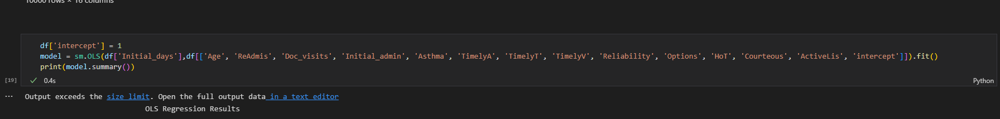 10000 rows × 16 columns
df['intercept'] = 1
model = sm.OLS(df['Initial_days'],df[['Age', 'ReAdmis', 'Doc_visits', 'Initial_admin', 'Asthma', 'TimelyA', 'TimelyT', 'TimelyV', 'Reliability', 'Options', 'HoT', 'Courteous', 'ActiveLis', 'intercept']]).fit()
print(model.summary())
[19] ✓ 0.4s Python
... Output exceeds the size limit. Open the full output data in a text editor
OLS Regression Results